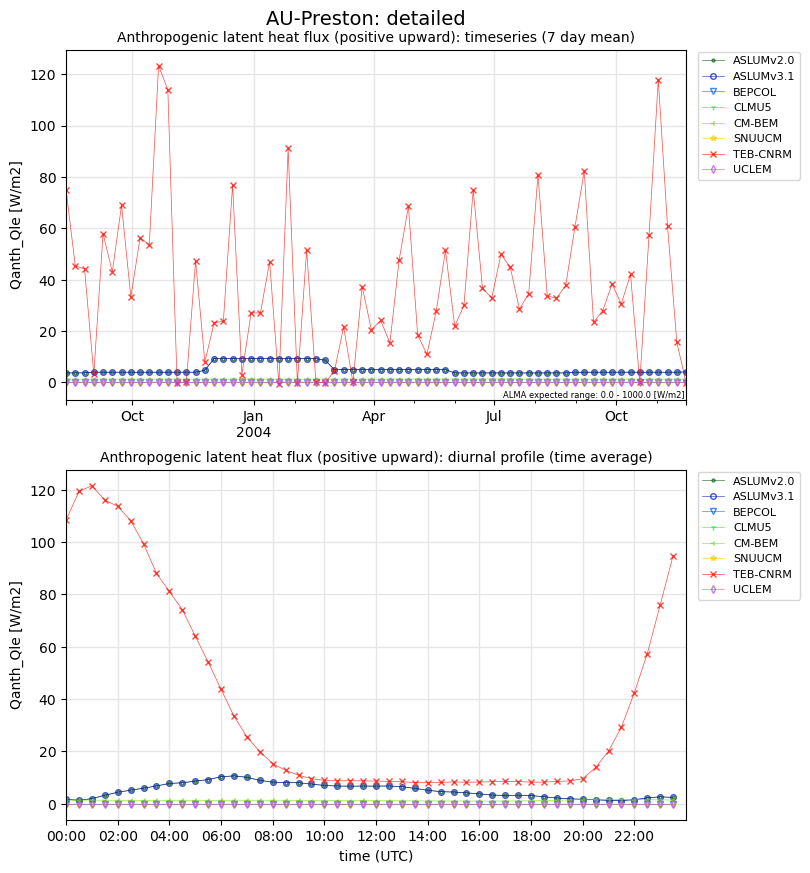 AU-Preston: detailed
Anthropogenic latent heat flux (positive upward): timeseries (7 day mean)
Qanth_Qle [W/m2]
120
100
80
60
40
20
0
Oct
Jan
2004
Apr
Jul
Oct
ALMA expected range: 0.0 - 1000.0 [W/m2]
ASLUMv2.0
ASLUMv3.1
BEPCOL
CLMU5
CM-BEM
SNUUCM
TEB-CNRM
UCLEM
Anthropogenic latent heat flux (positive upward): diurnal profile (time average)
Qanth_Qle [W/m2]
120
100
80
60
40
20
0
00:00
02:00
04:00
06:00
08:00
10:00
12:00
14:00
16:00
18:00
20:00
22:00
time (UTC)
ASLUMv2.0
ASLUMv3.1
BEPCOL
CLMU5
CM-BEM
SNUUCM
TEB-CNRM
UCLEM